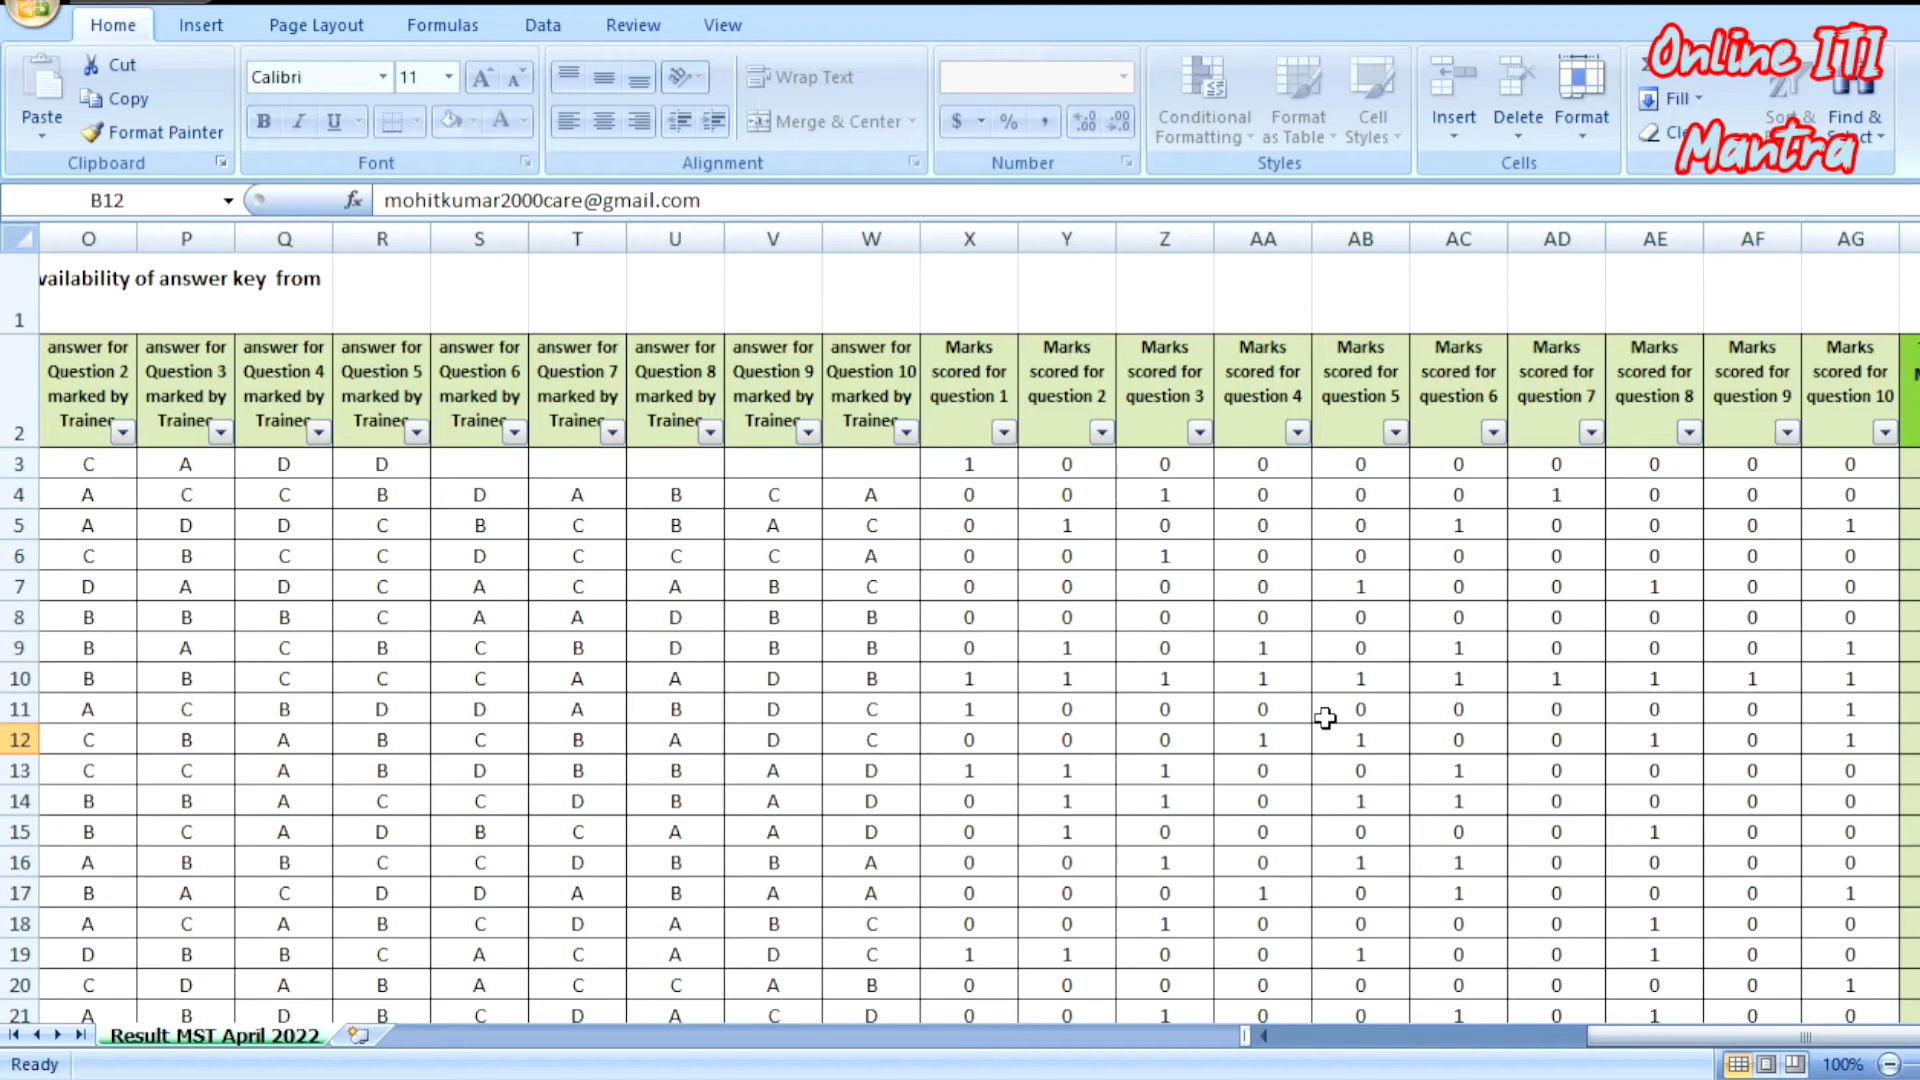 Home Insert Page Layout Formulas Data Review View
Online ITI
Mantra
Paste
Cut
Copy
Format Painter
Clipboard
Calibri 11
B I U
Font
Wrap Text
Merge & Center
Alignment
$ % ,
Number
Conditional Formatting
Format as Table
Cell Styles
Styles
Insert Delete Format
Cells
Fill
Find &
B12 fx mohitkumar2000care@gmail.com
O P Q R S T U V W X Y Z AA AB AC AD AE AF AG
1 vailability of answer key from
2
answer for Question 2 marked by Trainee
answer for Question 3 marked by Trainee
answer for Question 4 marked by Trainee
answer for Question 5 marked by Trainee
answer for Question 6 marked by Trainee
answer for Question 7 marked by Trainee
answer for Question 8 marked by Trainee
answer for Question 9 marked by Trainee
answer for Question 10 marked by Trainee
Marks scored for question 1
Marks scored for question 2
Marks scored for question 3
Marks scored for question 4
Marks scored for question 5
Marks scored for question 6
Marks scored for question 7
Marks scored for question 8
Marks scored for question 9
Marks scored for question 10
3 C A D D 1 0 0 0 0 0 0 0 0 0
4 A C C B D A B C A 0 0 1 0 0 0 1 0 0 0
5 A D D C B C B A C 0 1 0 0 0 1 0 0 0 1
6 C B C C D C C C A 0 0 1 0 0 0 0 0 0 0
7 D A D C A C A B C 0 0 0 0 1 0 0 1 0 0
8 B B B C A A D B B 0 0 0 0 0 0 0 0 0 0
9 B A C B C B D B B 0 1 0 1 0 1 0 0 0 1
10 B B C C C A A D B 1 1 1 1 1 1 1 1 1 1
11 A C B D D A B D C 1 0 0 0 0 0 0 0 0 1
12 C B A B C B A D C 0 0 0 1 1 0 0 1 0 1
13 C C A B D B B A D 1 1 1 0 0 1 0 0 0 0
14 B B A C C D B A D 0 1 1 0 1 1 0 0 0 0
15 B C A D B C A A D 0 1 0 0 0 0 0 1 0 0
16 A B B C C D B B A 0 0 1 0 1 1 0 0 0 0
17 B A C D D A B A A 0 0 0 1 0 1 0 0 0 1
18 A C A B C D A B C 0 0 1 0 0 0 0 1 0 0
19 D B B C A C A D C 1 1 0 0 1 0 0 1 0 0
20 C D A B A C C A B 0 0 0 0 0 0 0 0 0 1
21 A B D B C D A C D 0 0 1 0 0 1 0 1 0 0
Result MST April 2022
Ready 100%